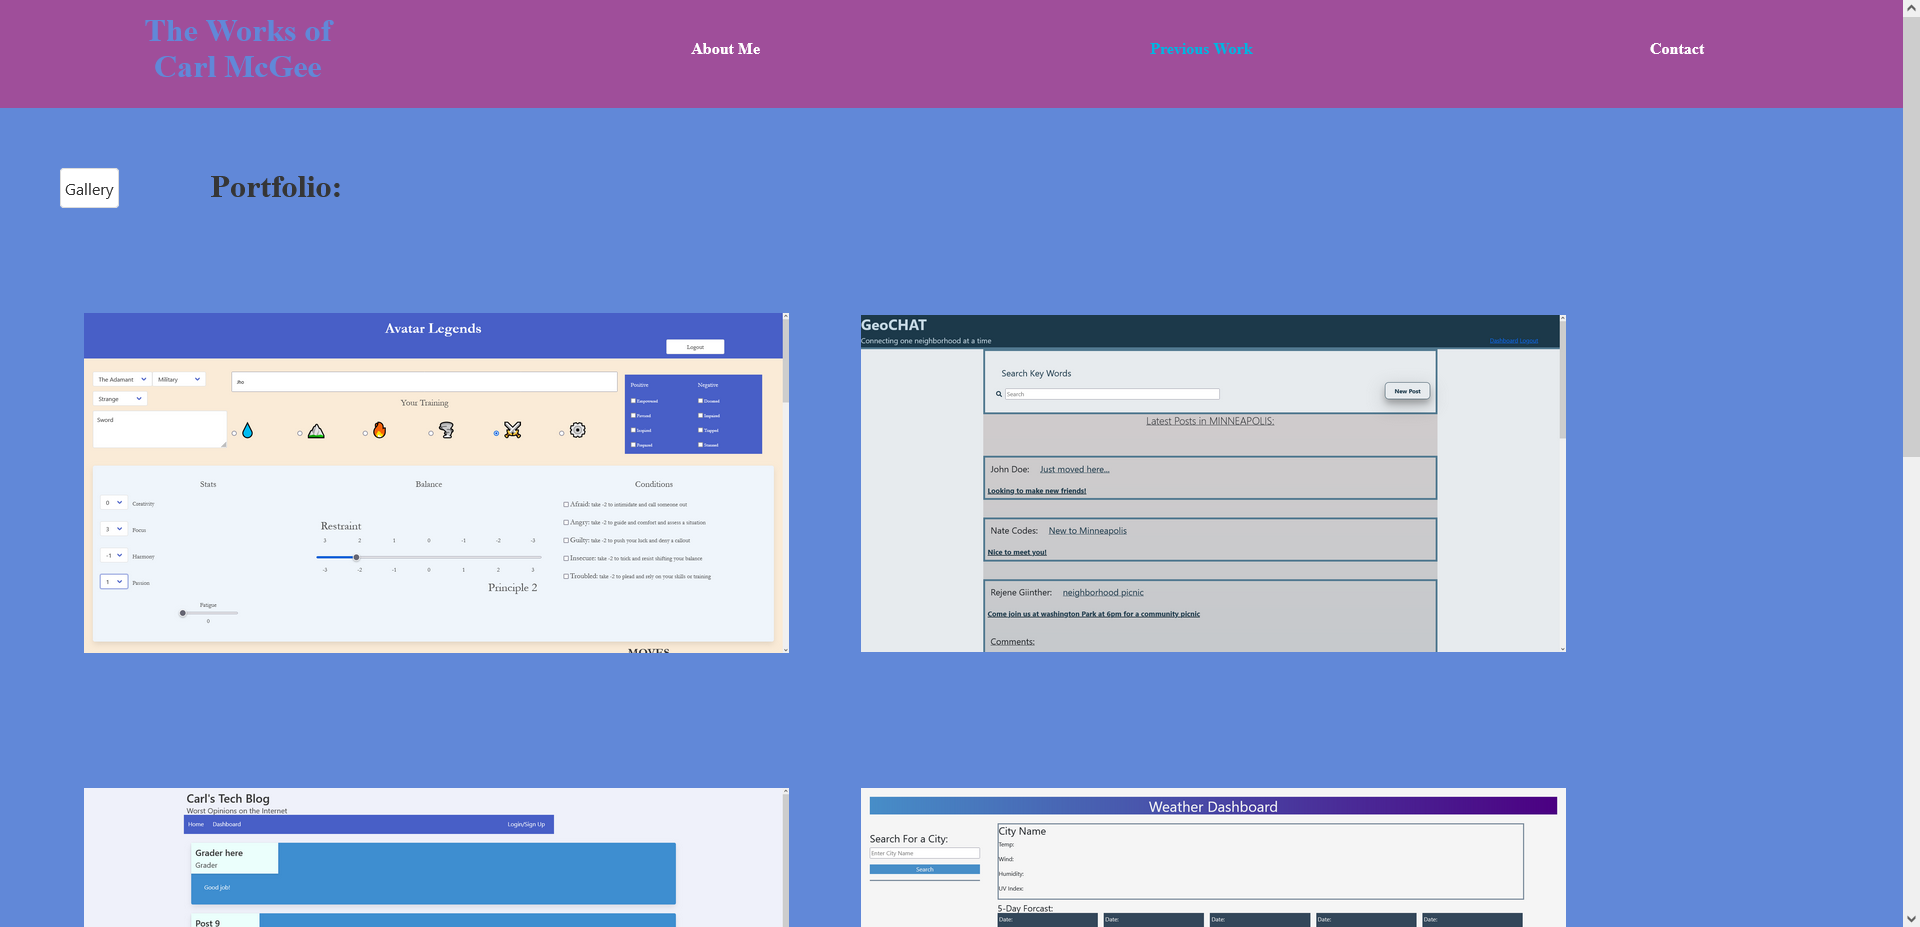 The Works of
Carl McGee
About Me
Previous Work
Contact
Gallery
Portfolio:
Avatar Legends
Logout
The Adamant
Military
Strange
Sword
Jho
Your Training
Positive
Negative
Empowered
Doomed
Favored
Impaired
Inspired
Trapped
Prepared
Stunned
Stats
Balance
Conditions
0 Creativity
3 Focus
-1 Harmony
1 Passion
Fatigue
0
Restraint
3 2 1 0 -1 -2 -3
-3 -2 -1 0 1 2 3
Principle 2
Afraid: take -2 to intimidate and call someone out
Angry: take -2 to guide and comfort and assess a situation
Guilty: take -2 to push your luck and deny a callout
Insecure: take -2 to trick and resist shifting your balance
Troubled: take -2 to plead and rely on your skills or training
MOVES
GeoCHAT
Connecting one neighborhood at a time
Dashboard Logout
Search Key Words
Search
New Post
Latest Posts in MINNEAPOLIS:
John Doe: Just moved here...
Looking to make new friends!
Nate Codes: New to Minneapolis
Nice to meet you!
Rejene Giinther: neighborhood picnic
Come join us at washington Park at 6pm for a community picnic
Comments:
Carl's Tech Blog
Worst Opinions on the Internet
Home Dashboard Login/Sign Up
Grader here
Grader
Good job!
Post 9
Weather Dashboard
Search For a City:
Enter City Name
Search
City Name
Temp:
Wind:
Humidity:
UV Index:
5-Day Forcast:
Date: Date: Date: Date: Date: